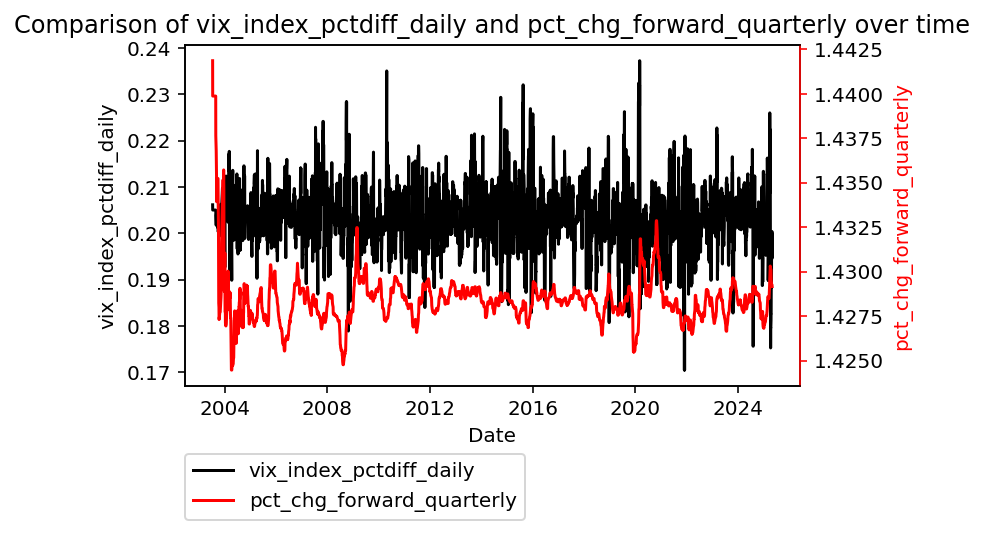 Comparison of vix_index_pctdiff_daily and pct_chg_forward_quarterly over time
vix_index_pctdiff_daily
0.24
0.23
0.22
0.21
0.20
0.19
0.18
0.17
1.4425
1.4400
1.4375
1.4350
1.4325
1.4300
1.4275
1.4250
pct_chg_forward_quarterly
2004 2008 2012 2016 2020 2024
Date
vix_index_pctdiff_daily
pct_chg_forward_quarterly